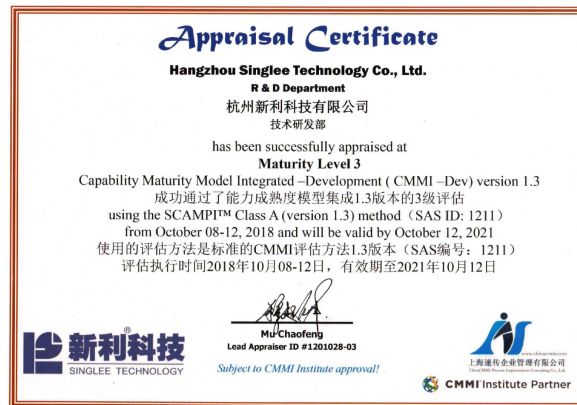 Appraisal Certificate
Hangzhou Singlee Technology Co., Ltd.
R & D Department
杭州新利科技有限公司
技术研发部
has been successfully appraised at
Maturity Level 3
Capability Maturity Model Integrated –Development ( CMMI –Dev) version 1.3
成功通过了能力成熟度模型集成1.3版本的3级评估
using the SCAMPI™ Class A (version 1.3) method（SAS ID: 1211）
from October 08-12, 2018 and will be valid by October 12, 2021
使用的评估方法是标准的CMMI评估方法1.3版本（SAS编号：1211）
评估执行时间2018年10月08-12日，有效期至2021年10月12日
Mu Chaofeng
Lead Appraiser ID #1201028-03
Subject to CMMI Institute approval!
新利科技®
SINGLEE TECHNOLOGY
www.chinacmmi.com
上海速传企业管理有限公司
CMMI Institute Partner